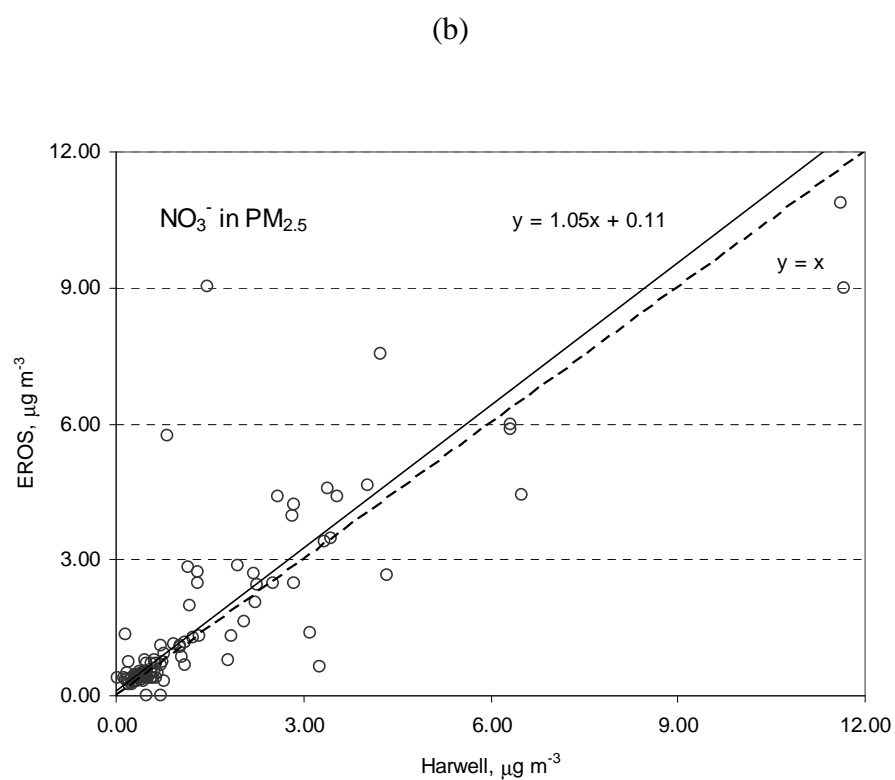 (b)
12.00
NO₃⁻ in PM₂.₅
y = 1.05x + 0.11
y = x
9.00
6.00
3.00
0.00
EROS, μg m⁻³
0.00 3.00 6.00 9.00 12.00
Harwell, μg m⁻³